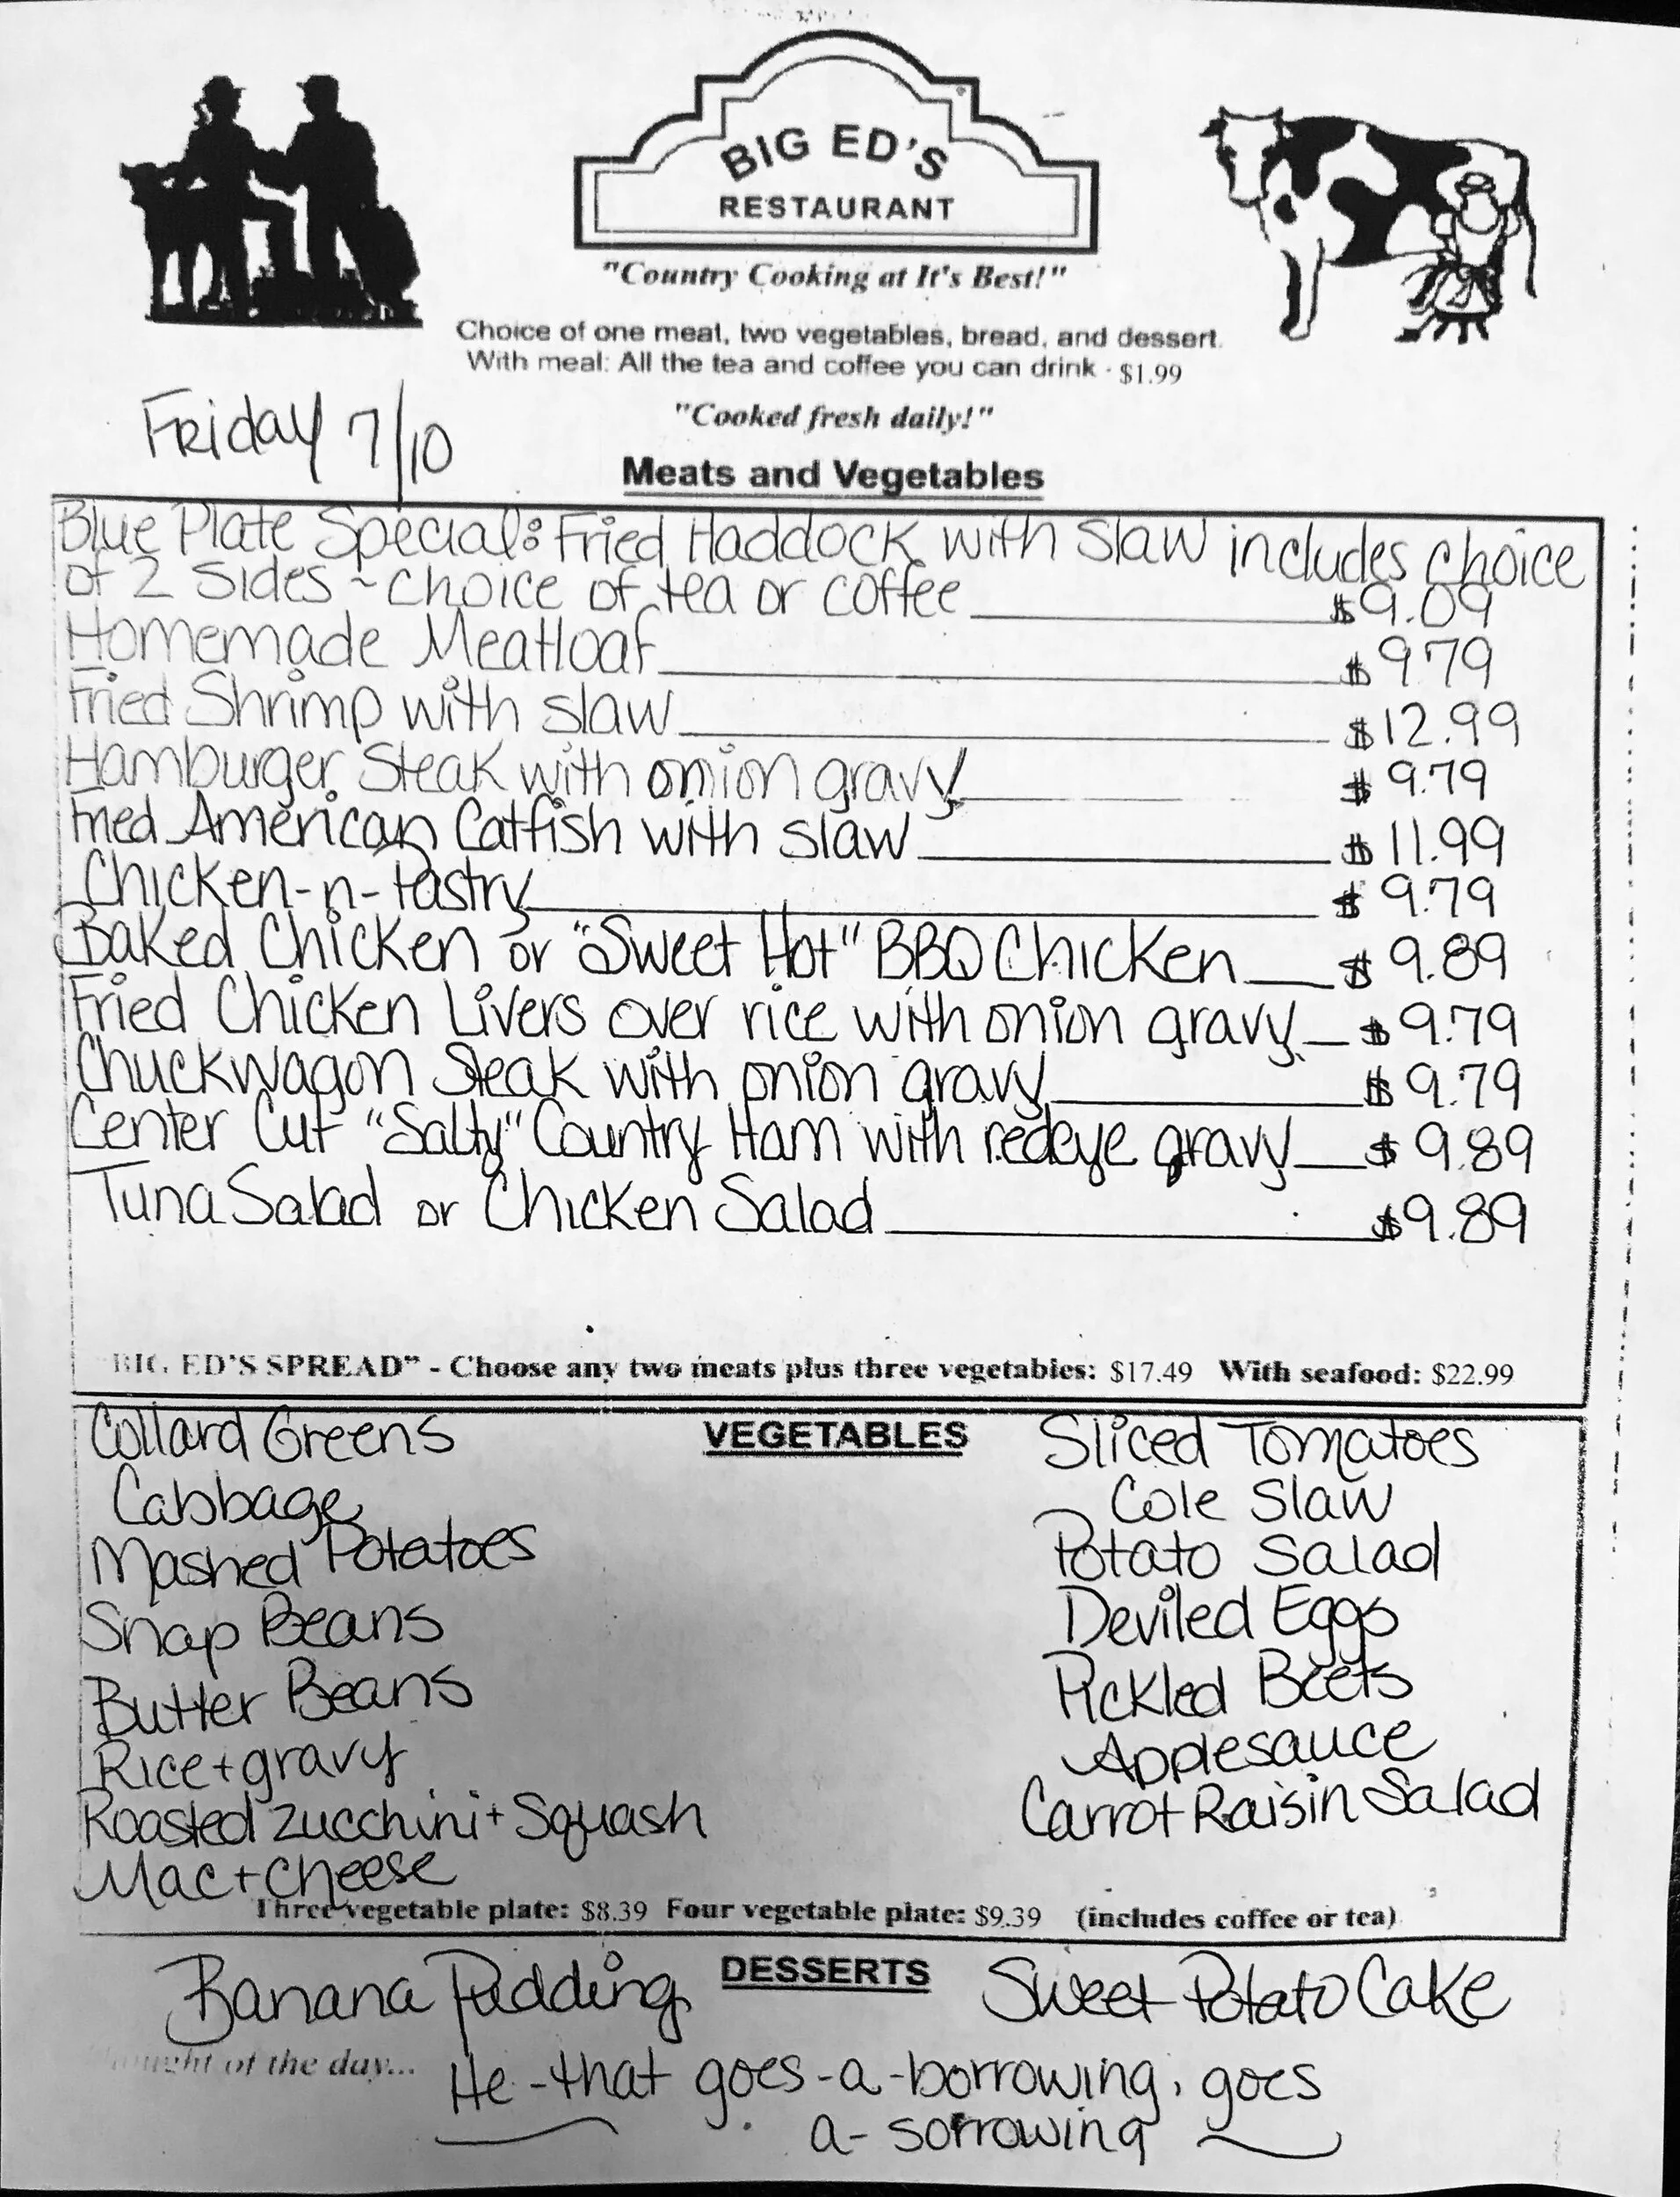 BIG ED'S
RESTAURANT
"Country Cooking at It's Best!"
Choice of one meat, two vegetables, bread, and dessert.
With meal: All the tea and coffee you can drink - $1.99
"Cooked fresh daily!"
Friday 7/10
Meats and Vegetables
Blue Plate Special: Fried Haddock with Slaw includes choice
of 2 sides ~ choice of tea or coffee $9.09
Homemade Meatloaf $9.79
Fried Shrimp with slaw $12.99
Hamburger Steak with onion gravy $9.79
Fried American Catfish with slaw $11.99
Chicken-n-Pastry $9.79
Baked Chicken or "Sweet Hot" BBQ Chicken $9.89
Fried Chicken Livers over rice with onion gravy $9.79
Chuckwagon Steak with onion gravy $9.79
Center Cut "Salty" Country Ham with redeye gravy $9.89
Tuna Salad or Chicken Salad $9.89
BIG ED'S SPREAD" - Choose any two meats plus three vegetables: $17.49 With seafood: $22.99
VEGETABLES
Collard Greens
Cabbage
Mashed Potatoes
Snap Beans
Butter Beans
Rice + gravy
Roasted Zucchini + Squash
Mac + Cheese
Sliced Tomatoes
Cole Slaw
Potato Salad
Deviled Eggs
Pickled Beets
Applesauce
Carrot Raisin Salad
Three vegetable plate: $8.39 Four vegetable plate: $9.39 (includes coffee or tea)
DESSERTS
Banana Pudding
Sweet Potato Cake
of the day...
He-that goes-a-borrowing, goes
a-sorrowing